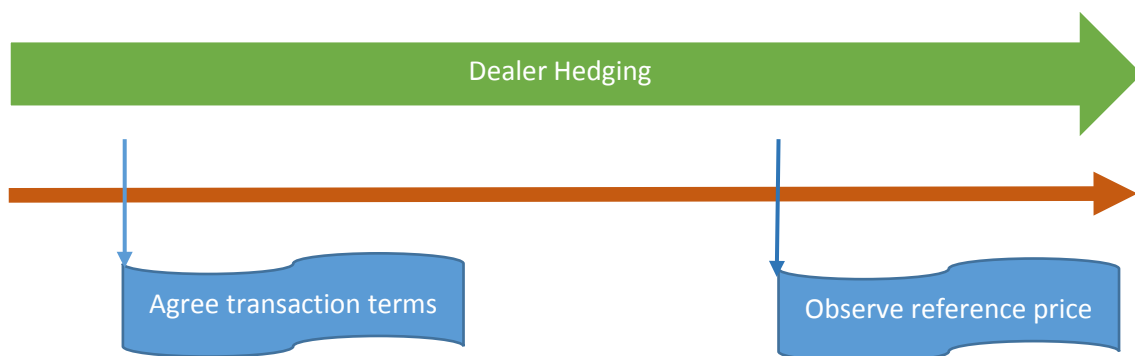 Dealer Hedging
Agree transaction terms
Observe reference price